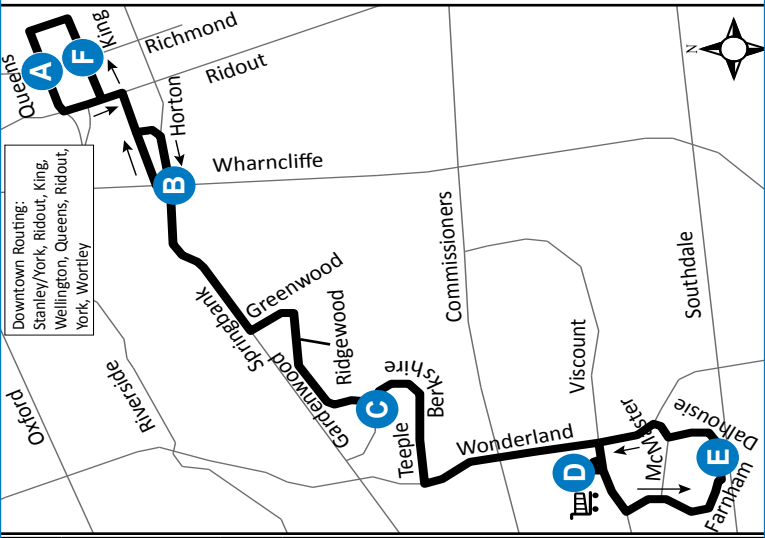 Queens
A
F
King
Richmond
Ridout
Horton
B
Wharncliffe
Downtown Routing:
Stanley/York, Ridout, King,
Wellington, Queens, Ridout,
York, Wortley
N
Springbank
Greenwood
Ridgewood
Gardenwood
Commissioners
Southdale
Riverside
Oxford
C
Berkshire
Teeple
Viscount
Wonderland
D
McMaster
Dalhousie
E
Farnham